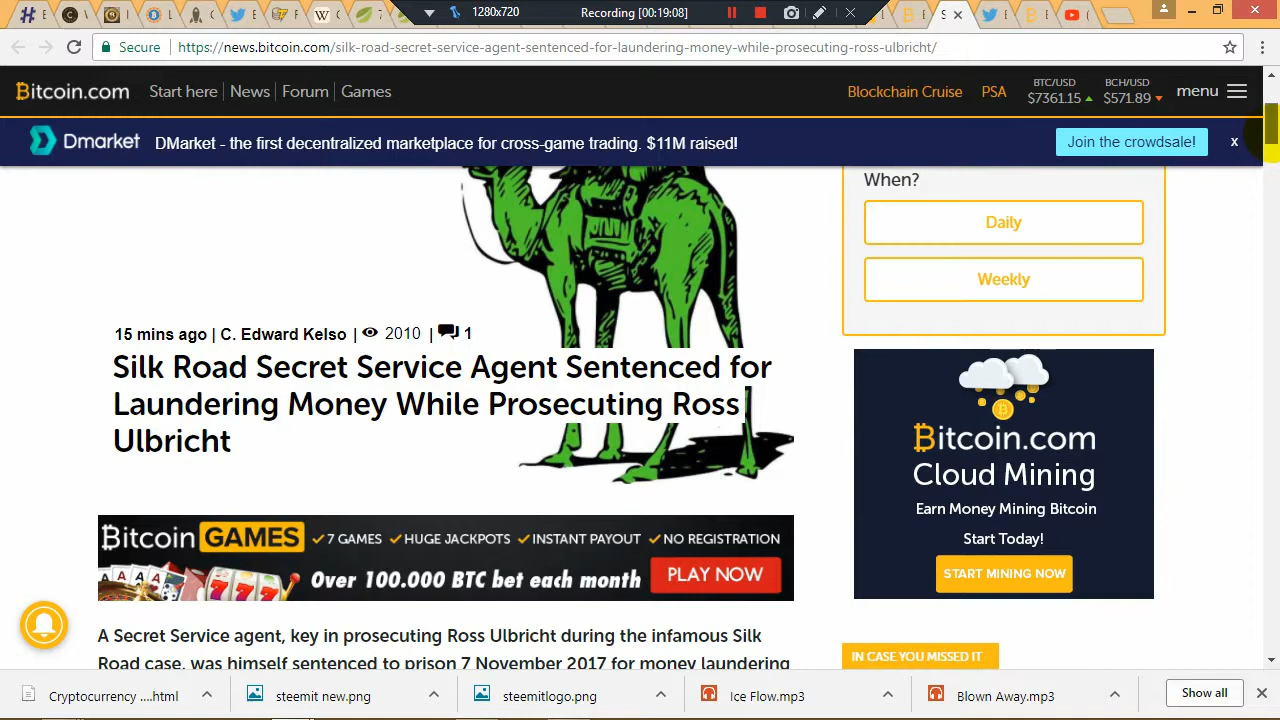 1280x720
Recording [00:19:08]
Secure
https://news.bitcoin.com/silk-road-secret-service-agent-sentenced-for-laundering-money-while-prosecuting-ross-ulbricht/
Bitcoin.com
Start here | News | Forum | Games
Blockchain Cruise
PSA
BTC/USD
$7361.15
BCH/USD
$571.89
menu
Dmarket
DMarket - the first decentralized marketplace for cross-game trading. $11M raised!
Join the crowdsale!
x
When?
Daily
Weekly
15 mins ago | C. Edward Kelso | 2010 | 1
Silk Road Secret Service Agent Sentenced for
Laundering Money While Prosecuting Ross
Ulbricht
Bitcoin.com
Cloud Mining
Earn Money Mining Bitcoin
Start Today!
START MINING NOW
Bitcoin GAMES
7 GAMES HUGE JACKPOTS INSTANT PAYOUT NO REGISTRATION
Over 100.000 BTC bet each month
PLAY NOW
A Secret Service agent, key in prosecuting Ross Ulbricht during the infamous Silk
Road case, was himself sentenced to prison 7 November 2017 for money laundering
IN CASE YOU MISSED IT
Cryptocurrency ....html
steemit new.png
steemitlogo.png
Ice Flow.mp3
Blown Away.mp3
Show all